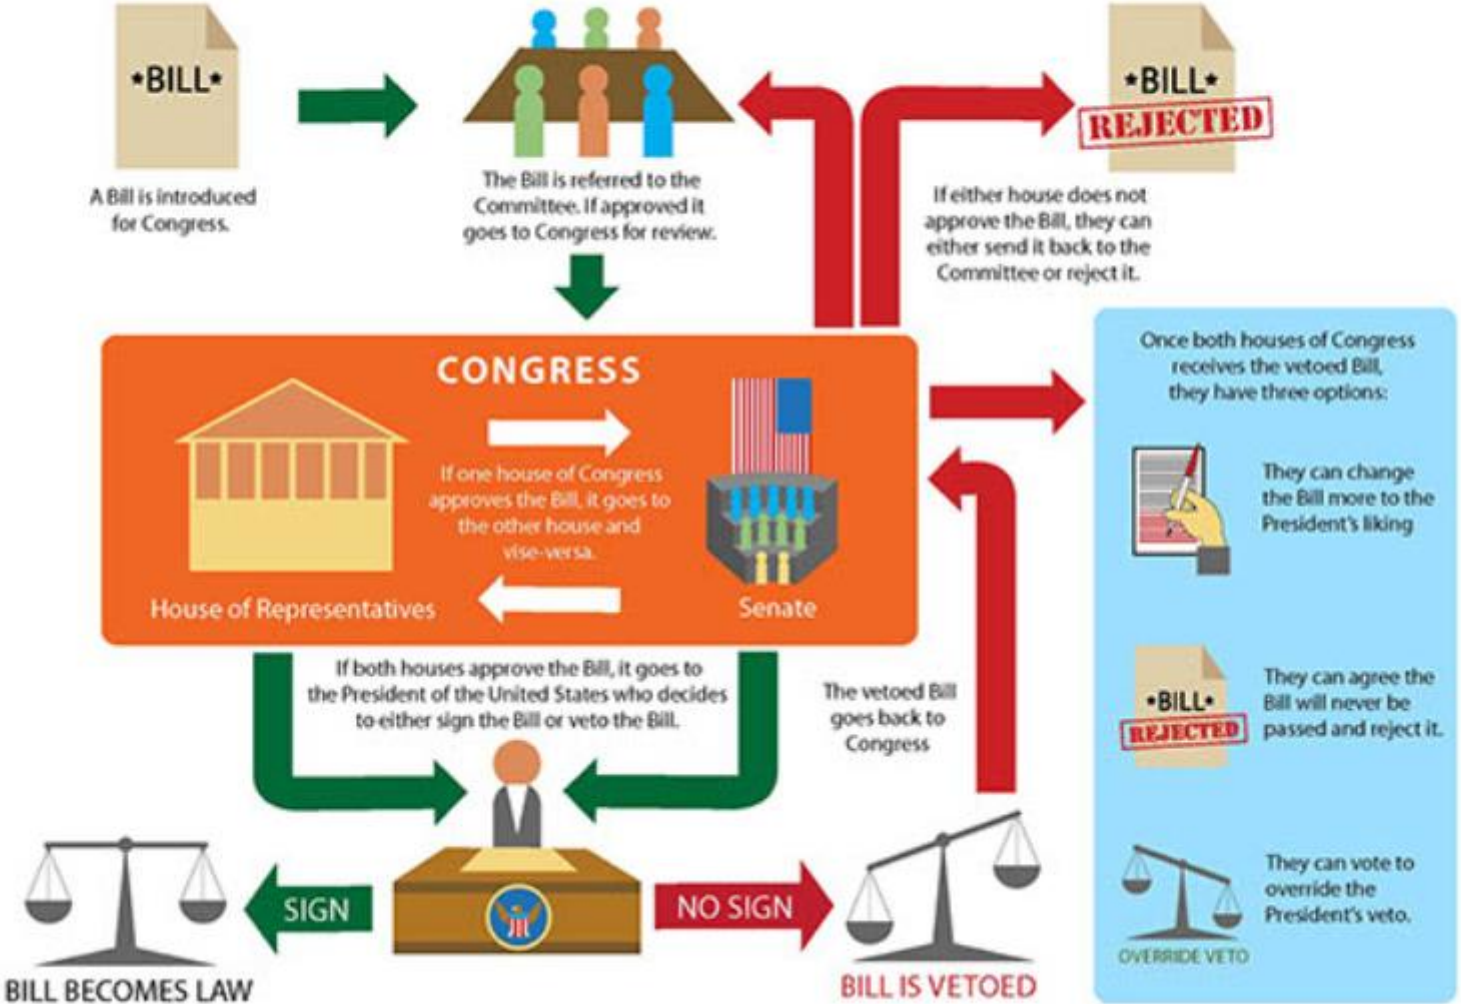 *BILL*
A Bill is introduced
for Congress.
The Bill is referred to the
Committee. If approved it
goes to Congress for review.
*BILL*
REJECTED
If either house does not
approve the Bill, they can
either send it back to the
Committee or reject it.
CONGRESS
If one house of Congress
approves the Bill, it goes to
the other house and
vise-versa.
House of Representatives
Senate
If both houses approve the Bill, it goes to
the President of the United States who decides
to either sign the Bill or veto the Bill.
The vetoed Bill
goes back to
Congress
SIGN
NO SIGN
BILL BECOMES LAW
BILL IS VETOED
Once both houses of Congress
receives the vetoed Bill,
they have three options:
They can change
the Bill more to the
President's liking
*BILL*
REJECTED
They can agree the
Bill will never be
passed and reject it.
They can vote to
override the
President's veto.
OVERRIDE VETO